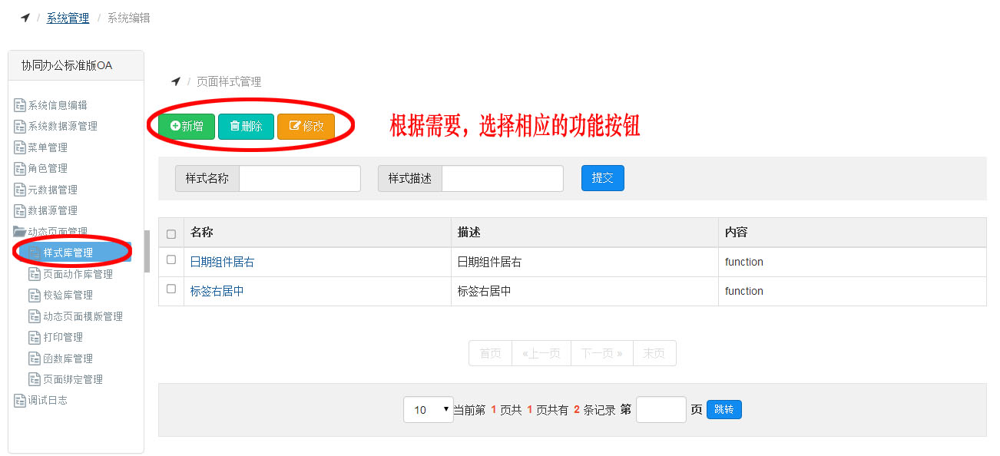 / 系统管理 / 系统编辑
协同办公标准版OA
系统信息编辑
系统数据源管理
菜单管理
角色管理
元数据管理
数据源管理
动态页面管理
样式库管理
页面动作库管理
校验库管理
动态页面模版管理
打印管理
函数库管理
页面绑定管理
调试日志
/ 页面样式管理
新增 删除 修改 根据需要，选择相应的功能按钮
样式名称 样式描述 提交
名称 描述 内容
日期组件居右 日期组件居右 function
标签右居中 标签右居中 function
首页 «上一页 下一页 » 末页
10 当前第 1 页共 1 页共有 2 条记录 第 页 跳转